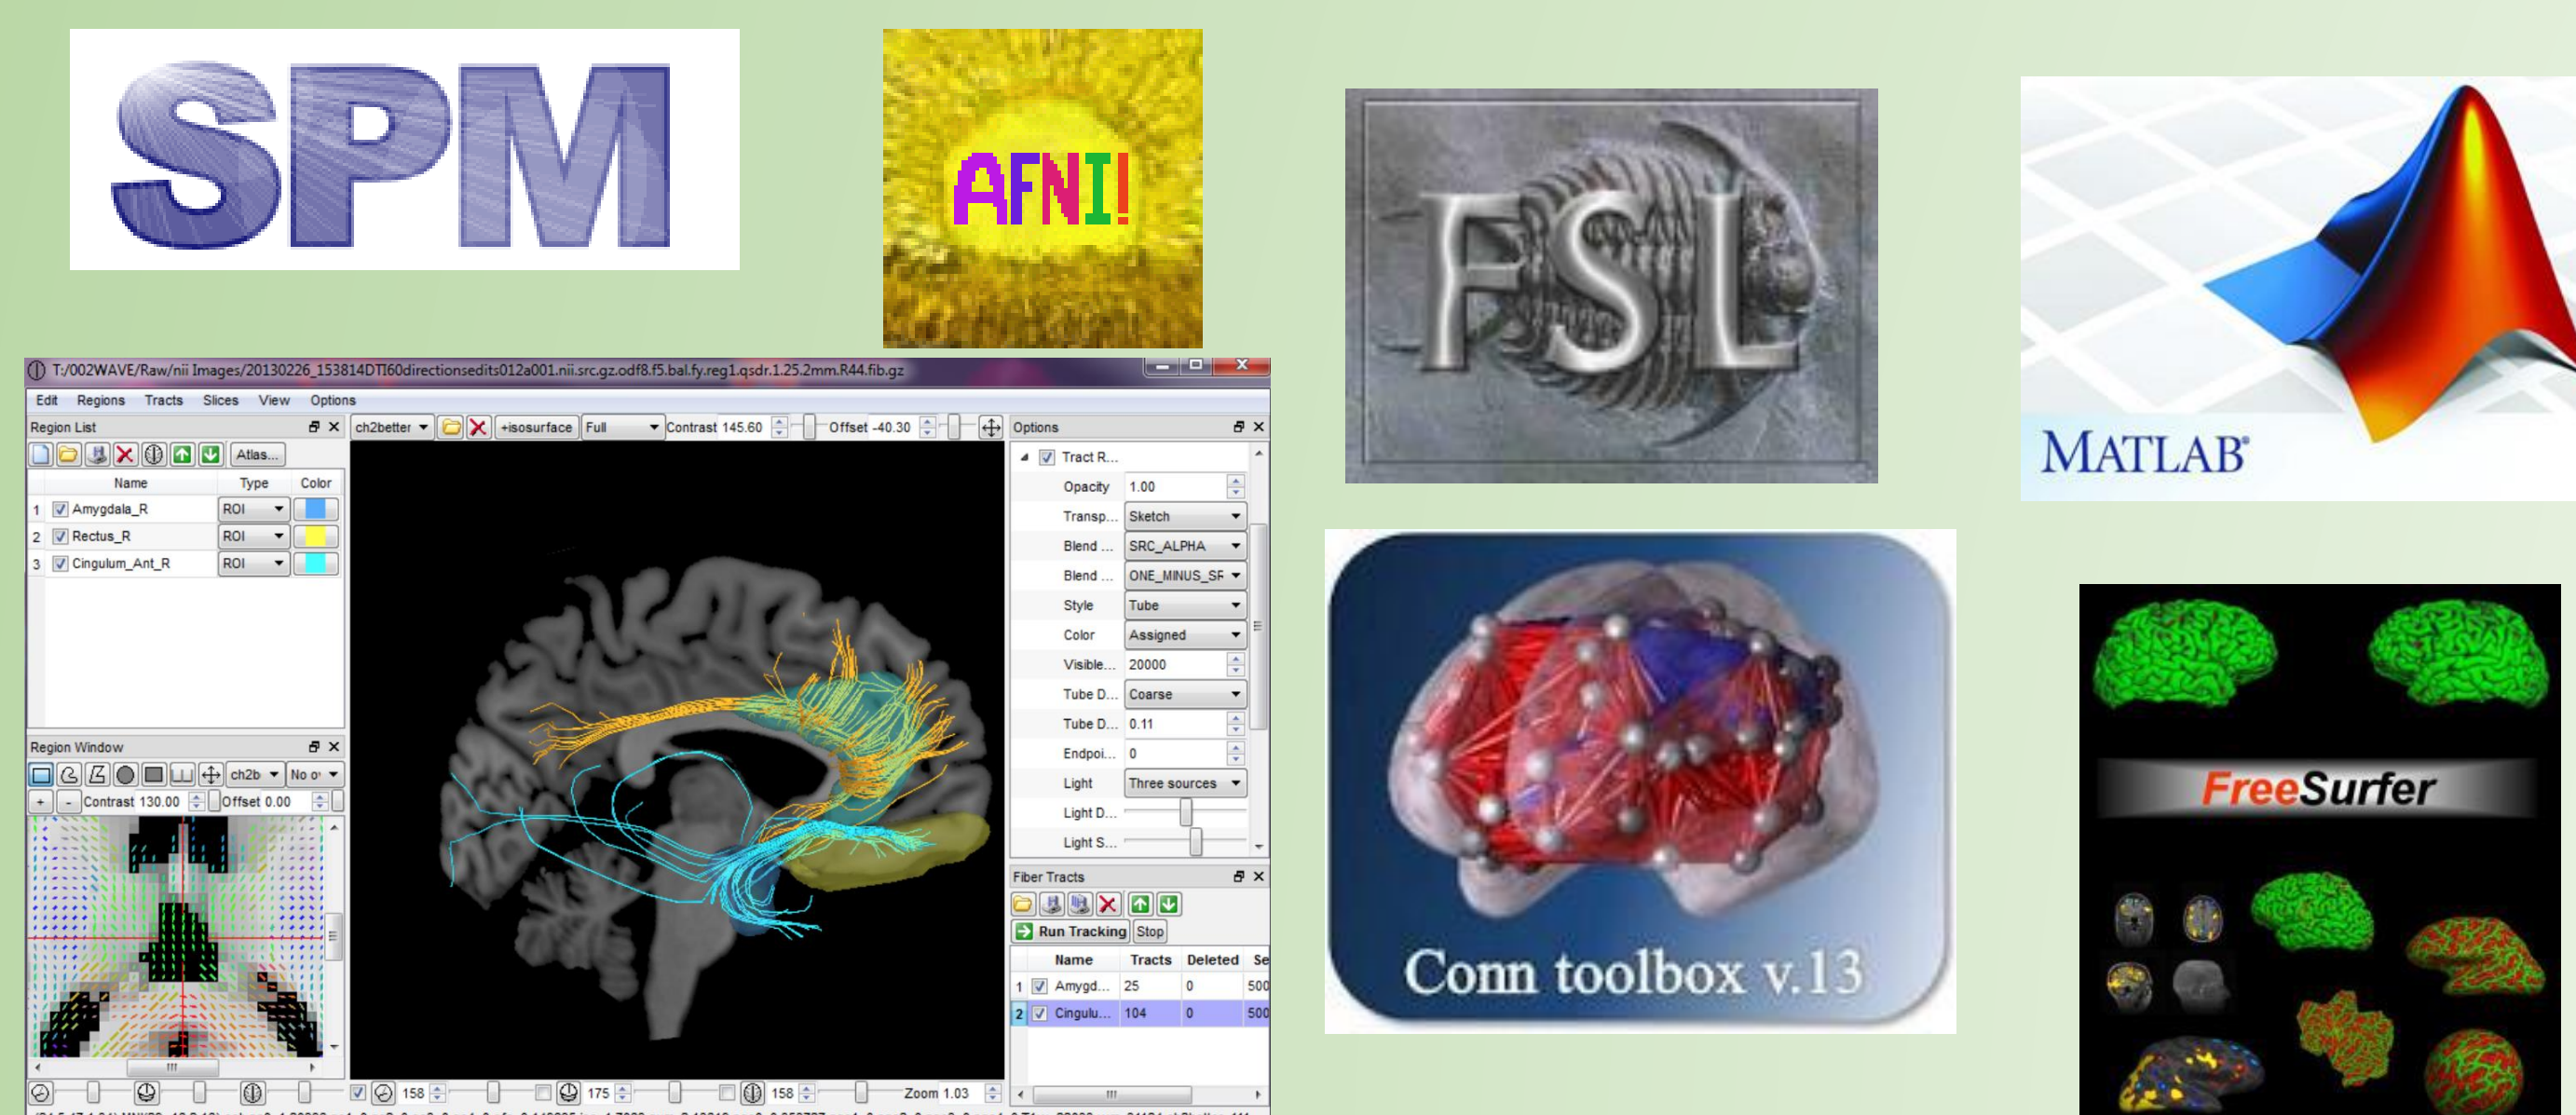 SPM
AFNI!
FSL
MATLAB®
T:/002WAVE/Raw/nii Images/20130226_153814DTI60directionsedits012a001.nii.src.gz.odf8.f5.bal.fy.reg1.qsdr.1.25.2mm.R44.fib.gz
Edit Regions Tracts Slices View Options
Region List
Atlas...
Name Type Color
1 Amygdala_R ROI
2 Rectus_R ROI
3 Cingulum_Ant_R ROI
Region Window
ch2b No o
+ - Contrast 130.00 Offset 0.00
ch2better +isosurface Full Contrast 145.60 Offset -40.30
158 175 158 Zoom 1.03
Options
Tract R...
Opacity 1.00
Transp... Sketch
Blend ... SRC_ALPHA
Blend ... ONE_MINUS_SR
Style Tube
Color Assigned
Visible... 20000
Tube D... Coarse
Tube D... 0.11
Endpoi... 0
Light Three sources
Light D...
Light S...
Fiber Tracts
Run Tracking Stop
Name Tracts Deleted Se
1 Amygd... 25 0 500
2 Cingulu... 104 0 500
Conn toolbox v.13
FreeSurfer